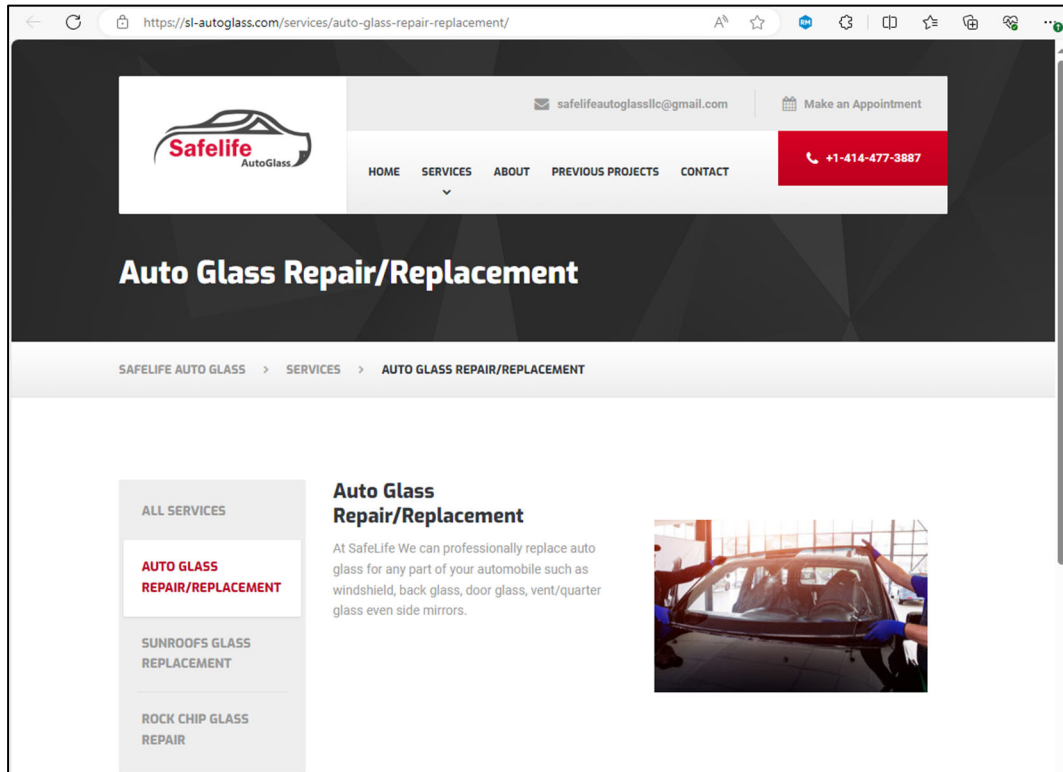 https://sl-autoglass.com/services/auto-glass-repair-replacement/
safelifeautoglassllc@gmail.com
Make an Appointment
Safelife
AutoGlass
HOME SERVICES ABOUT PREVIOUS PROJECTS CONTACT
+1-414-477-3887
Auto Glass Repair/Replacement
SAFELIFE AUTO GLASS > SERVICES > AUTO GLASS REPAIR/REPLACEMENT
ALL SERVICES
AUTO GLASS
REPAIR/REPLACEMENT
SUNROOFS GLASS
REPLACEMENT
ROCK CHIP GLASS
REPAIR
Auto Glass
Repair/Replacement
At SafeLife We can professionally replace auto
glass for any part of your automobile such as
windshield, back glass, door glass, vent/quarter
glass even side mirrors.